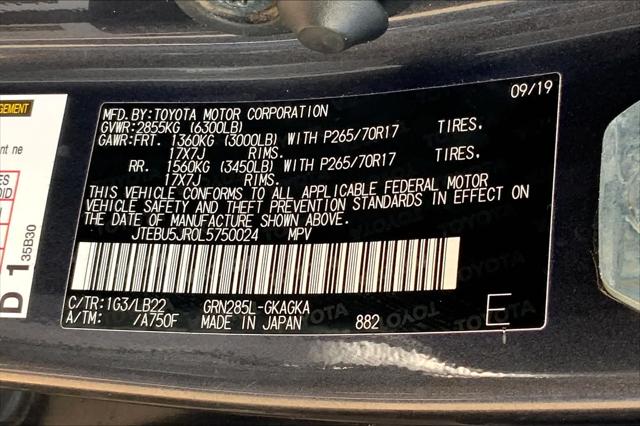 09/19
MFD. BY:TOYOTA MOTOR CORPORATION
GVWR:2855KG (6300LB)
GAWR:FRT. 1360KG (3000LB) WITH P265/70R17 TIRES.
17X7J RIMS.
RR. 1560KG (3450LB) WITH P265/70R17 TIRES.
17X7J RIMS.
THIS VEHICLE CONFORMS TO ALL APPLICABLE FEDERAL MOTOR
VEHICLE SAFETY AND THEFT PREVENTION STANDARDS IN EFFECT ON
THE DATE OF MANUFACTURE SHOWN ABOVE.
JTEBU5JR0L5750024 MPV
C/TR:1G3/LB22 GRN285L-GKAGKA
A/TM: /A750F MADE IN JAPAN 882 E
D 1
35B30